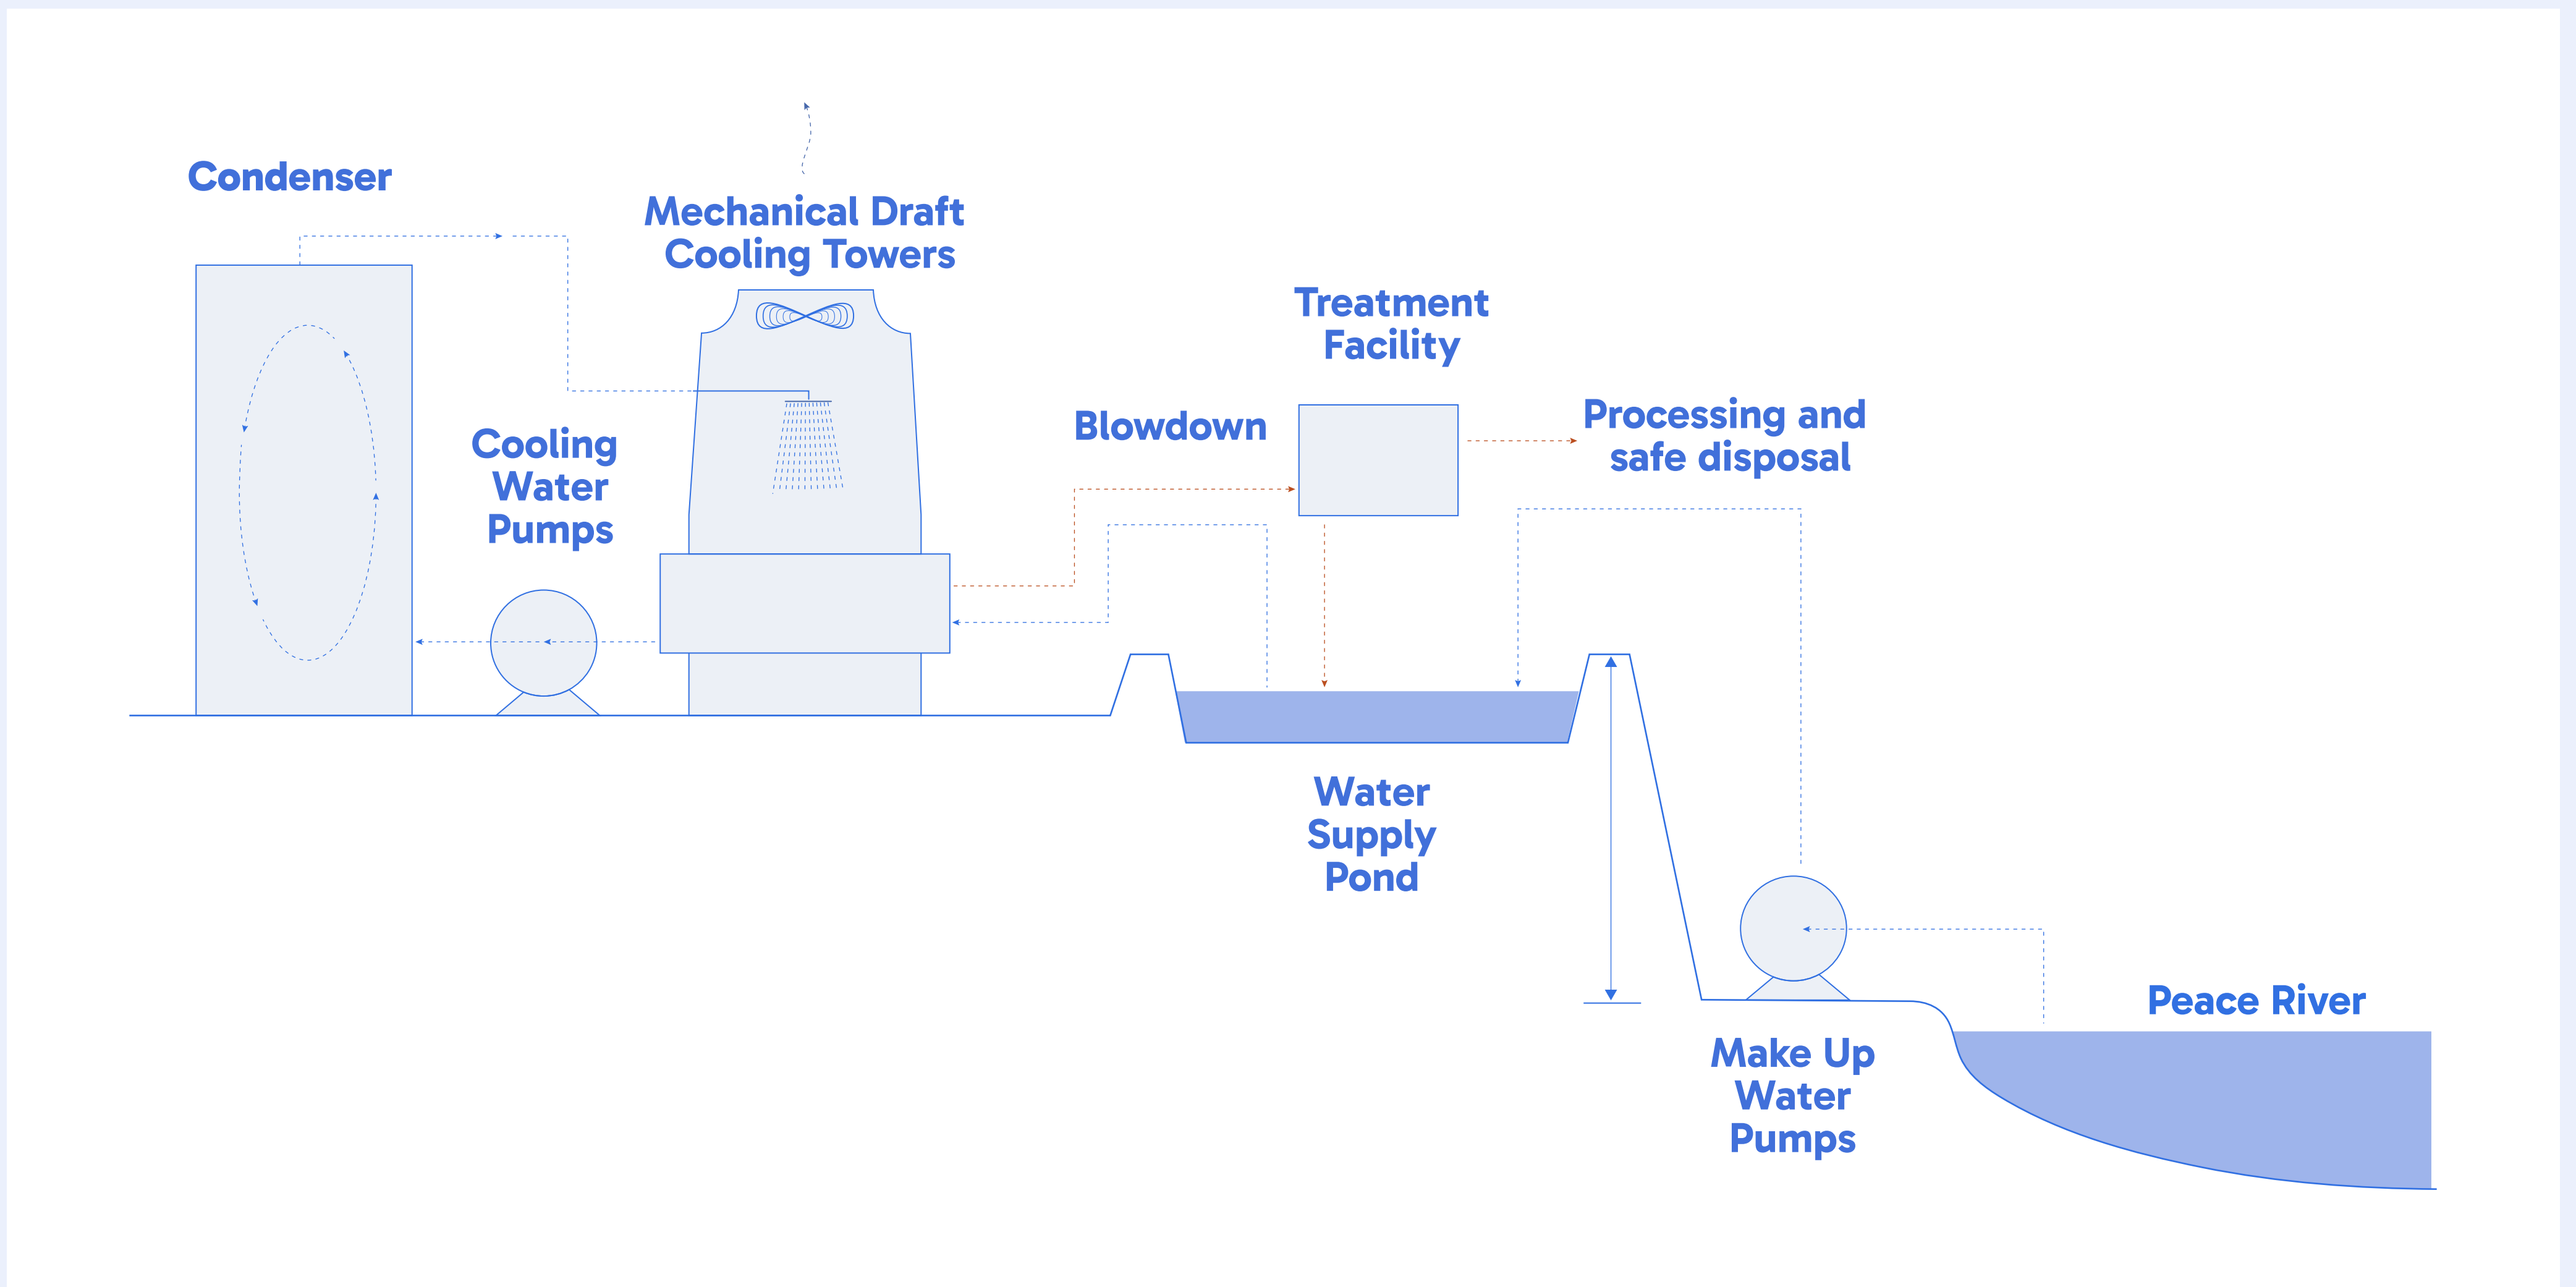 Condenser
Mechanical Draft
Cooling Towers
Treatment
Facility
Blowdown
Processing and
safe disposal
Cooling
Water
Pumps
Water
Supply
Pond
Peace River
Make Up
Water
Pumps